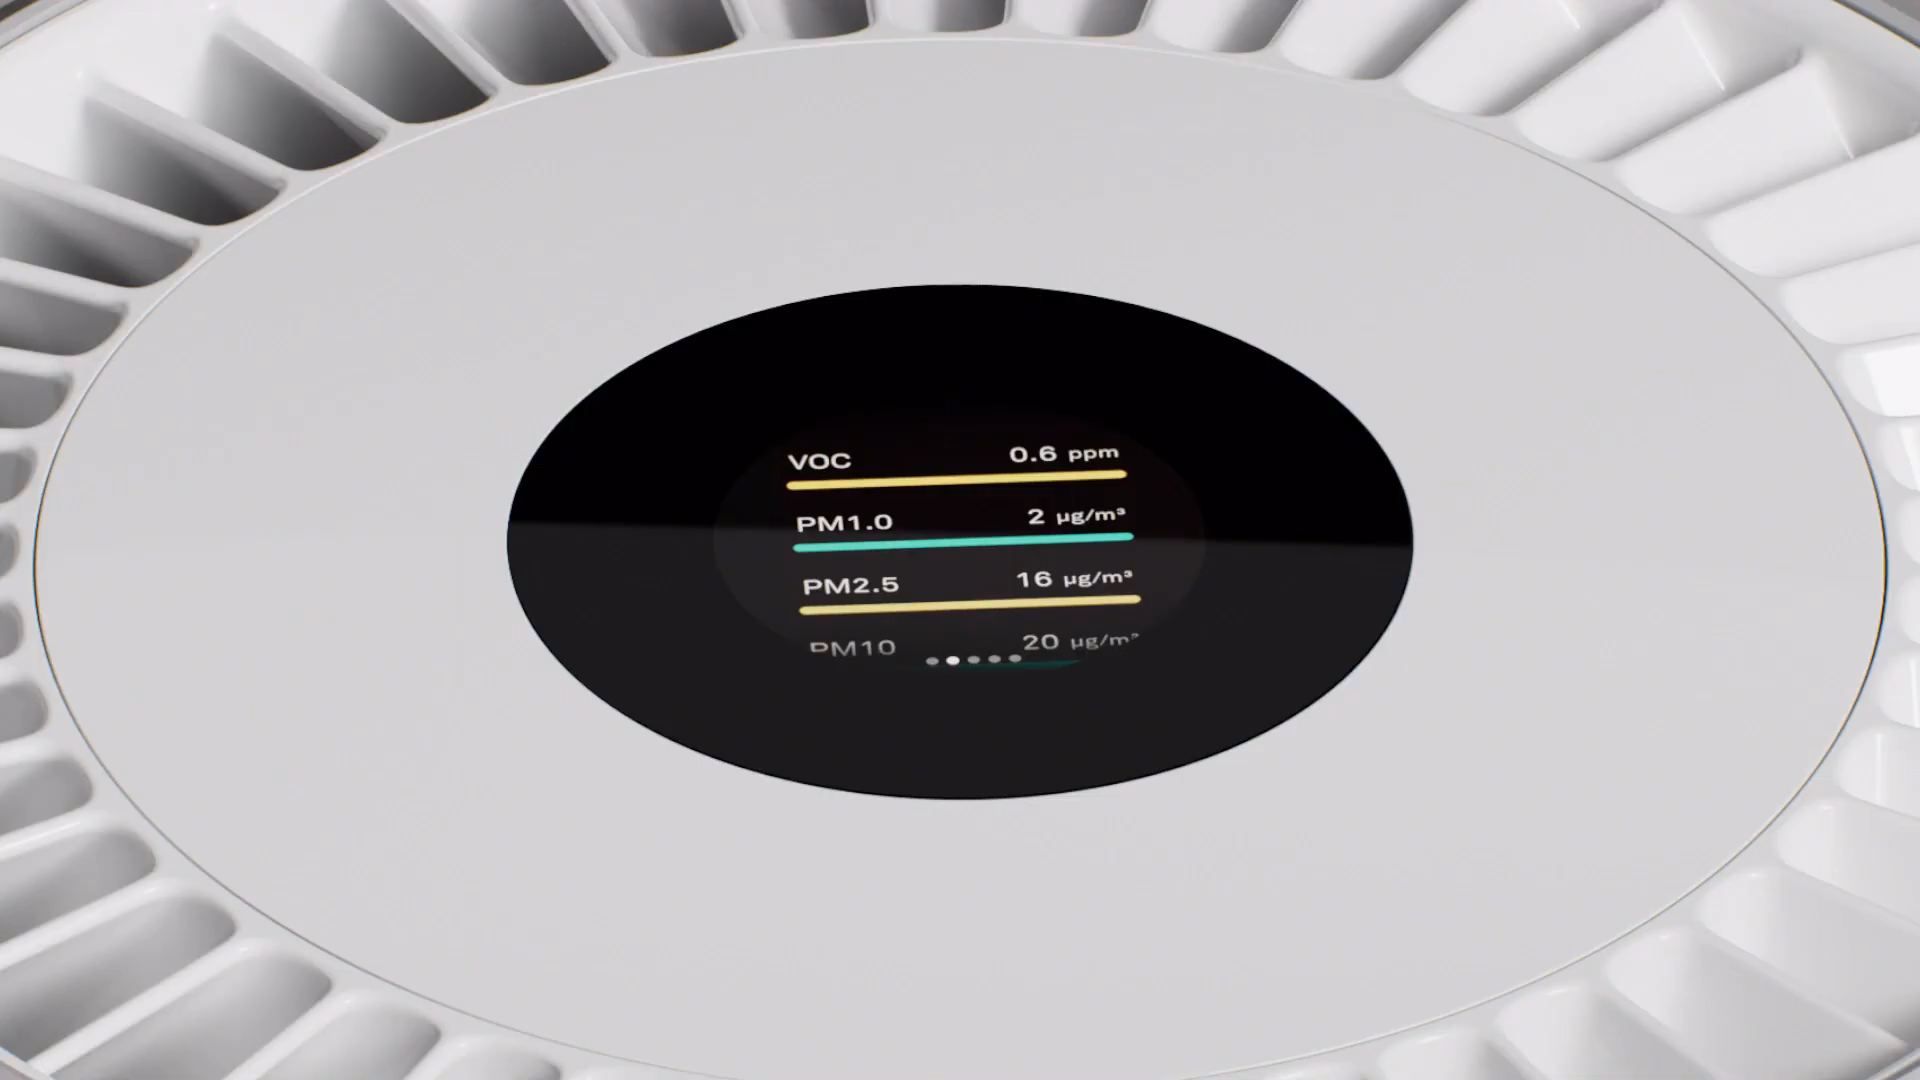 VOC 0.6 ppm
PM1.0 2 µg/m³
PM2.5 16 µg/m³
PM10 20 µg/m³